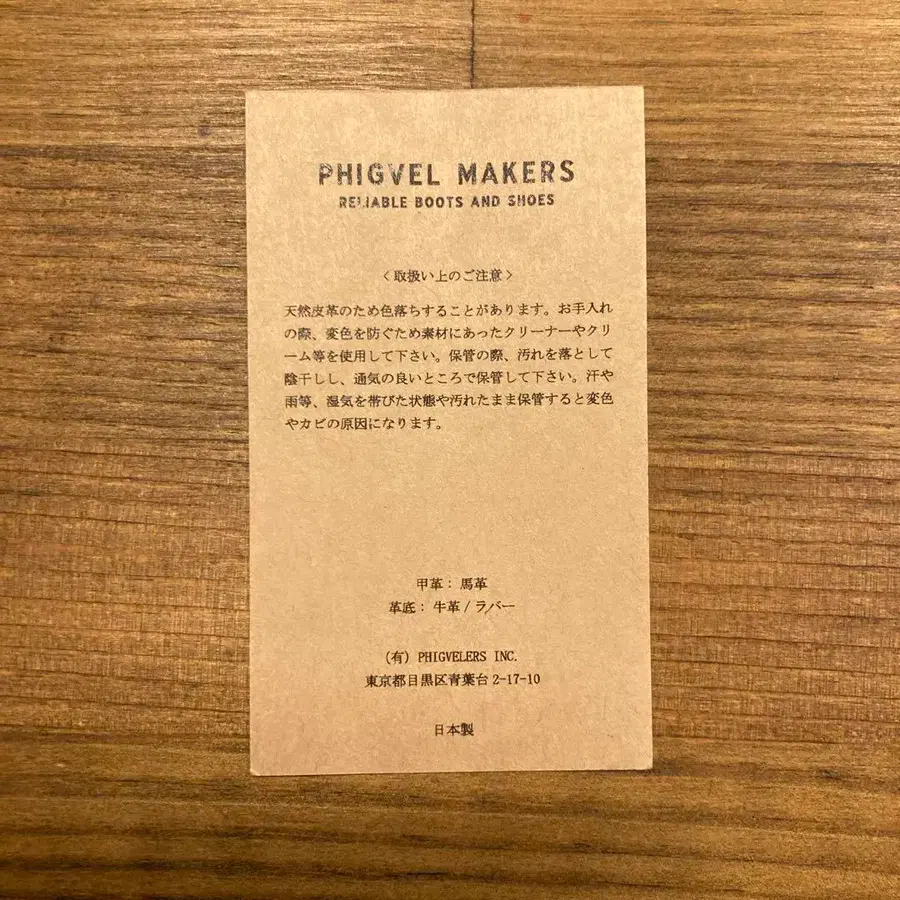 PHIGVEL MAKERS
RELIABLE BOOTS AND SHOES
<取扱い上のご注意>
天然皮革のため色落ちすることがあります。お手入れ
の際、変色を防ぐため素材にあったクリーナーやクリ
ーム等を使用して下さい。保管の際、汚れを落として
陰干しし、通気の良いところで保管して下さい。汗や
雨等、湿気を帯びた状態や汚れたまま保管すると変色
やカビの原因になります。
甲革：馬革
革底：牛革/ラバー
(有) PHIGVELERS INC.
東京都目黒区青葉台2-17-10
日本製